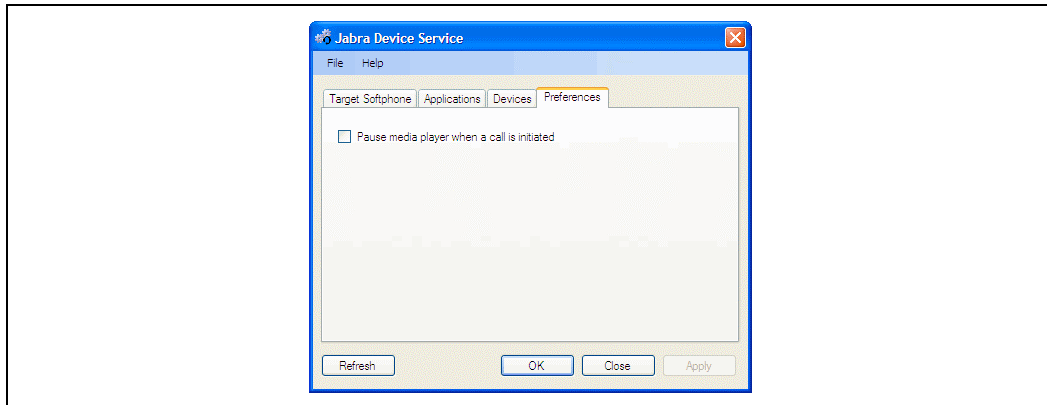 Jabra Device Service
File Help
Target Softphone Applications Devices Preferences
Pause media player when a call is initiated
Refresh OK Close Apply